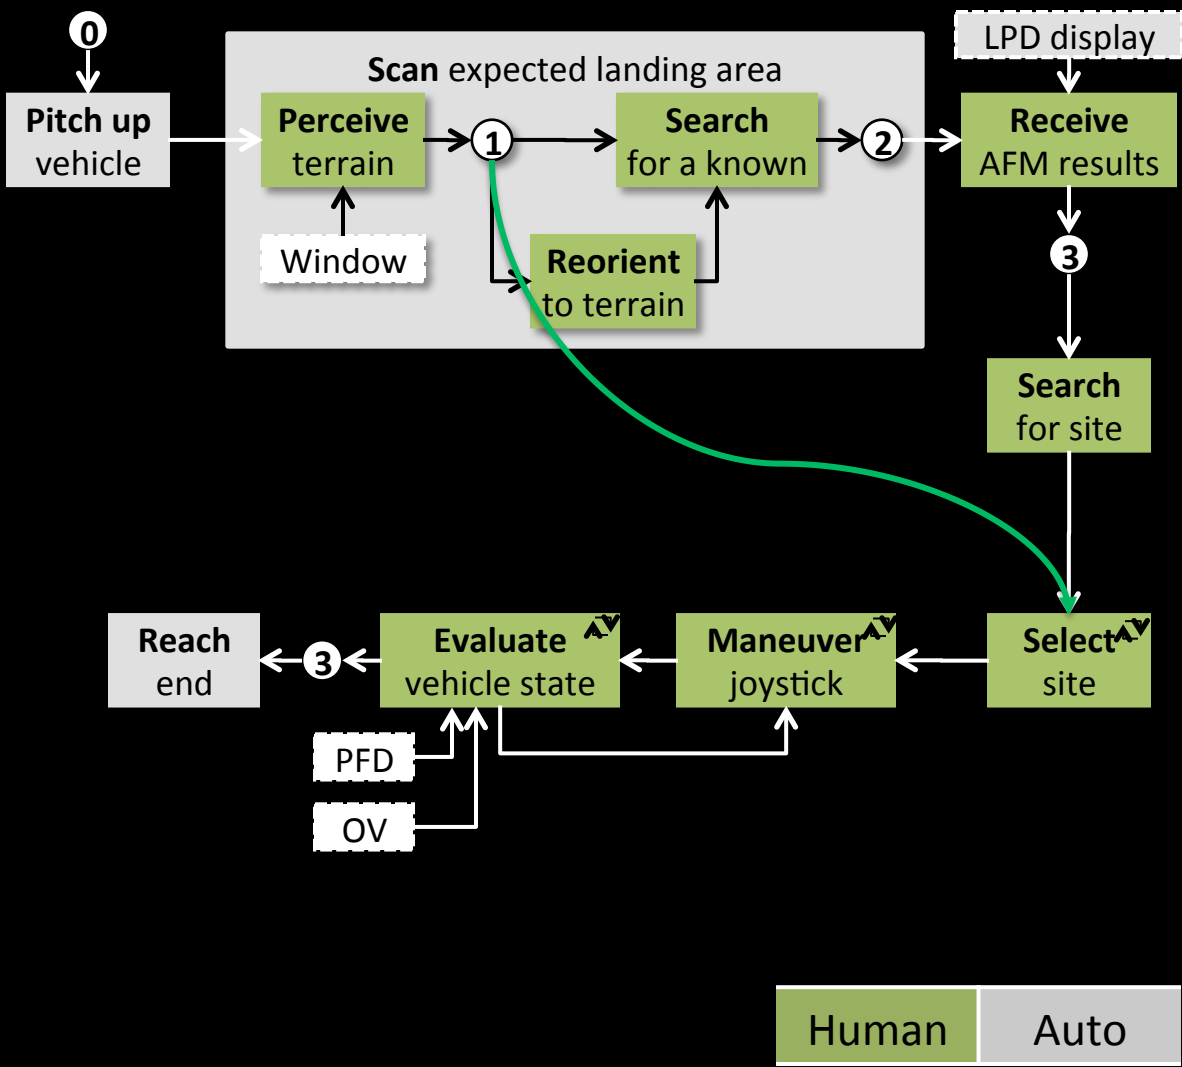 0
LPD display
Scan expected landing area
Pitch up
vehicle
Perceive
terrain
1
Search
for a known
2
Receive
AFM results
Window
Reorient
to terrain
3
Search
for site
Reach
end
3
Evaluate
vehicle state
Maneuver
joystick
Select
site
PFD
OV
Human
Auto